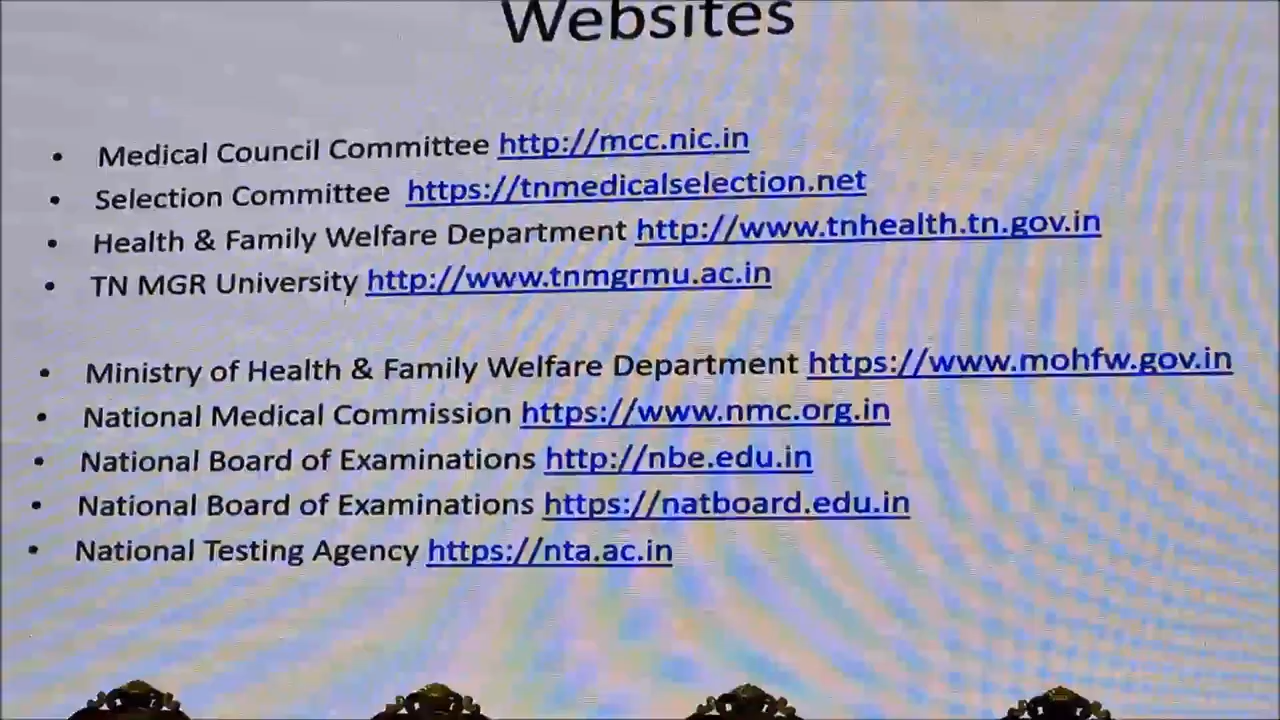 Websites
• Medical Council Committee http://mcc.nic.in
• Selection Committee https://tnmedicalselection.net
• Health & Family Welfare Department http://www.tnhealth.tn.gov.in
• TN MGR University http://www.tnmgrmu.ac.in
• Ministry of Health & Family Welfare Department https://www.mohfw.gov.in
• National Medical Commission https://www.nmc.org.in
• National Board of Examinations http://nbe.edu.in
• National Board of Examinations https://natboard.edu.in
• National Testing Agency https://nta.ac.in